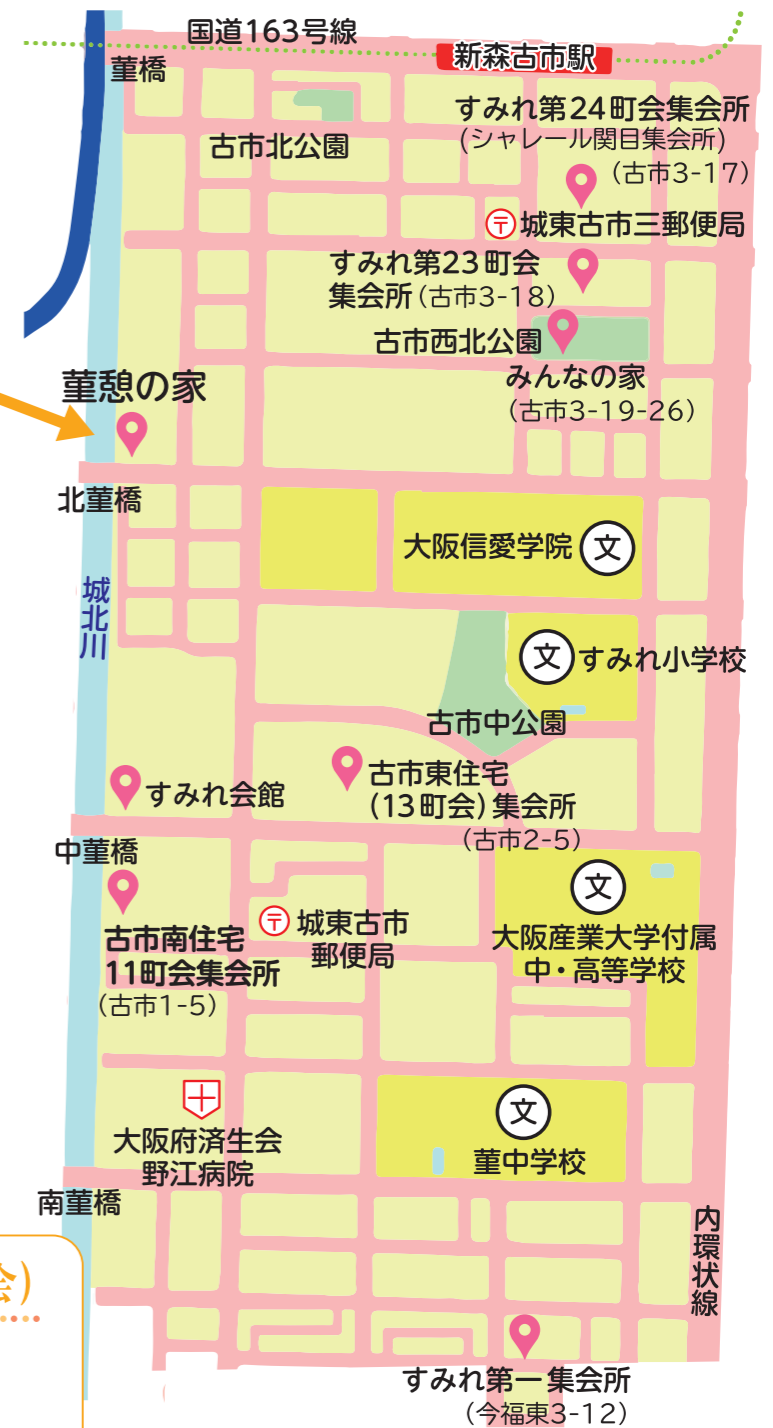 国道163号線
新森古市駅
菫橋
すみれ第24町会集会所
(シャレール関目集会所)
(古市3-17)
古市北公園
〒
城東古市三郵便局
すみれ第23町会
集会所(古市3-18)
古市西北公園
みんなの家
(古市3-19-26)
菫憩の家
北菫橋
大阪信愛学院
文
城北川
文
すみれ小学校
古市中公園
すみれ会館
古市東住宅
(13町会)集会所
(古市2-5)
中菫橋
文
大阪産業大学付属
中・高等学校
〒
城東古市
郵便局
古市南住宅
11町会集会所
(古市1-5)
大阪府済生会
野江病院
文
菫中学校
南菫橋
内環状線
会)
すみれ第一集会所
(今福東3-12)